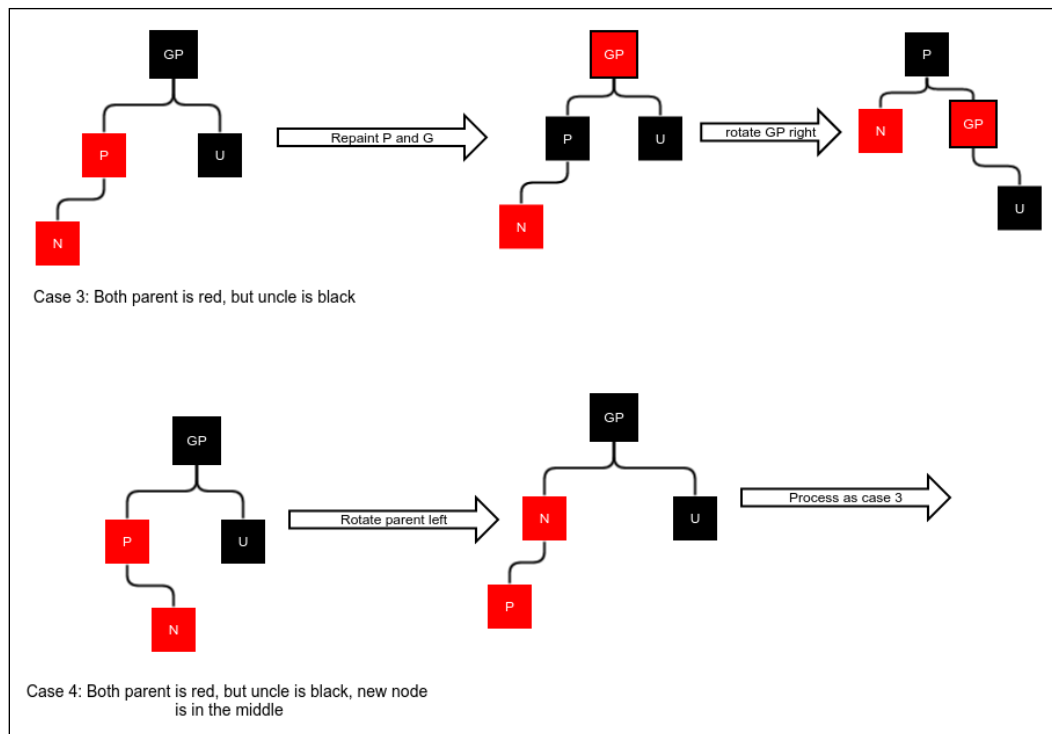 GP
GP
P
P
U
Repaint P and G
P
U
rotate GP right
N
GP
N
N
U
Case 3: Both parent is red, but uncle is black
GP
GP
P
U
Rotate parent left
N
U
Process as case 3
N
P
Case 4: Both parent is red, but uncle is black, new node
is in the middle